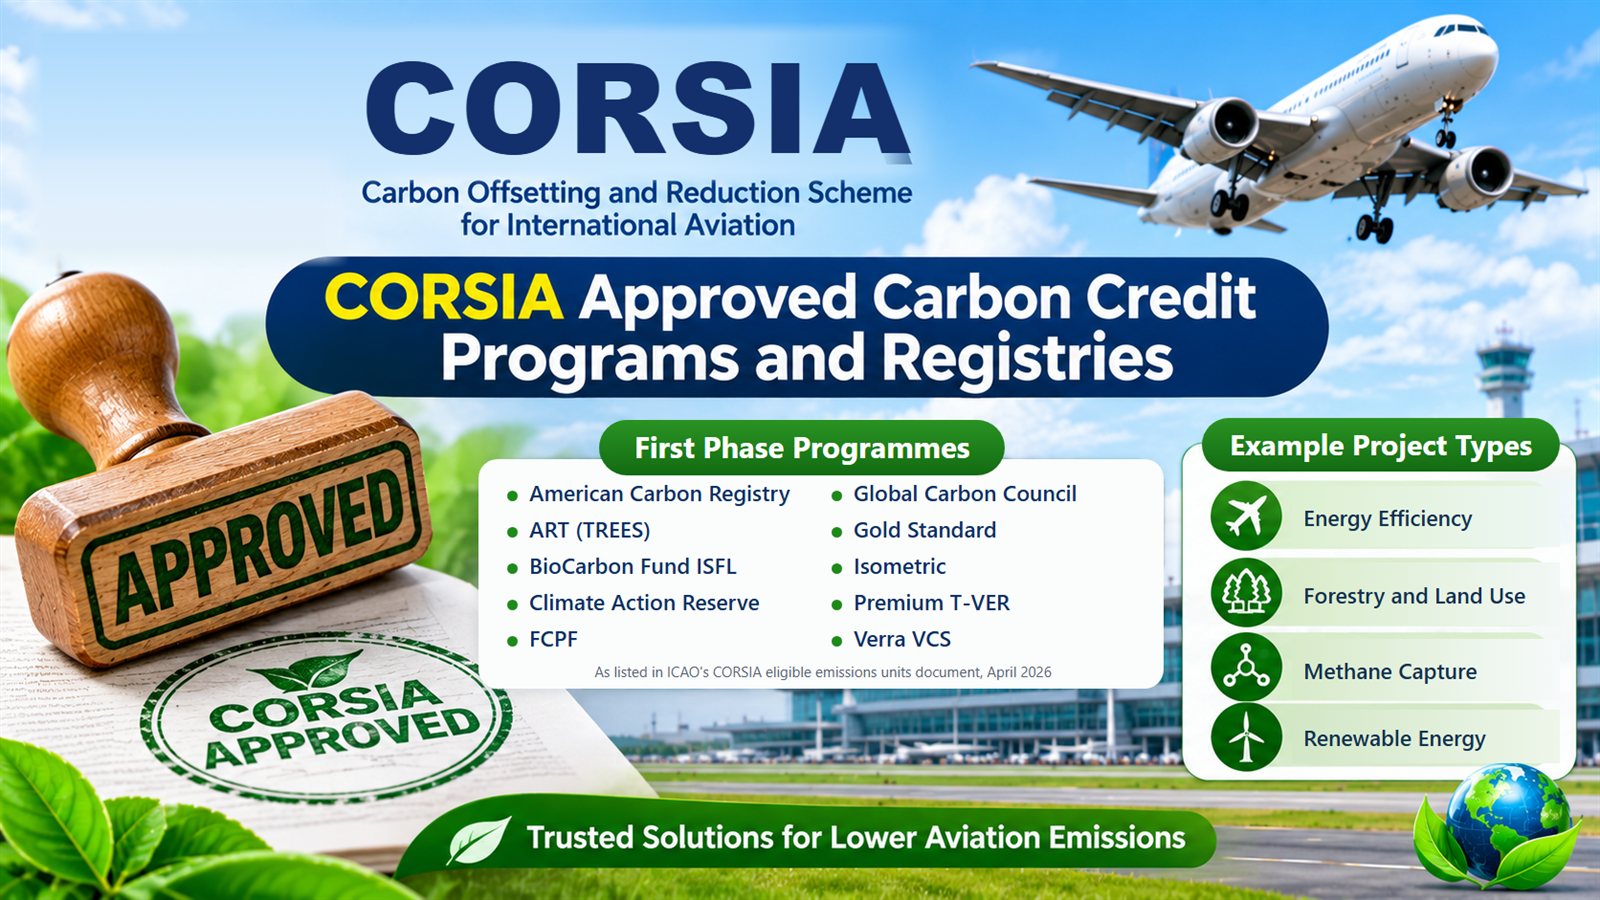 CORSIA
Carbon Offsetting and Reduction Scheme
for International Aviation
CORSIA Approved Carbon Credit
Programs and Registries
First Phase Programmes
American Carbon Registry
ART (TREES)
BioCarbon Fund ISFL
Climate Action Reserve
FCPF
Global Carbon Council
Gold Standard
Isometric
Premium T-VER
Verra VCS
As listed in ICAO's CORSIA eligible emissions units document, April 2026
Example Project Types
Energy Efficiency
Forestry and Land Use
Methane Capture
Renewable Energy
APPROVED
CORSIA
APPROVED
Trusted Solutions for Lower Aviation Emissions